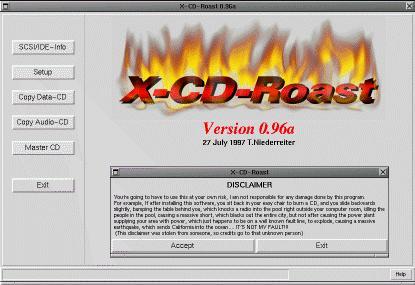 X-CD-Roast 0.96a
SCSI/IDE-Info
Setup
Copy Data-CD
Copy Audio-CD
Master CD
Exit
X-CD-Roast
Version 0.96a
27 July 1997 T.Niederreiter
X-CD-Roast
DISCLAIMER
You're going to have to use this at your own risk, I am not responsible for any damage done by this program.
For example, If after installing this software, you sit back in your easy chair to burn a CD, and you slide backwards
slightly, banging the table behind you, which knocks a radio into the pool right outside your computer room, killing the
people in the pool, causing a massive short, which blacks out the entire city, but not after causing the power plant
supplying your area with power, which just happens to be on a wall known fault line, to explode, causing a massive
earthquake, which sends California into the ocean.... IT'S NOT MY FAULT!!!
(This disclaimer was stolen from someone, so credits go to that unknown person)
Accept
Exit
Help